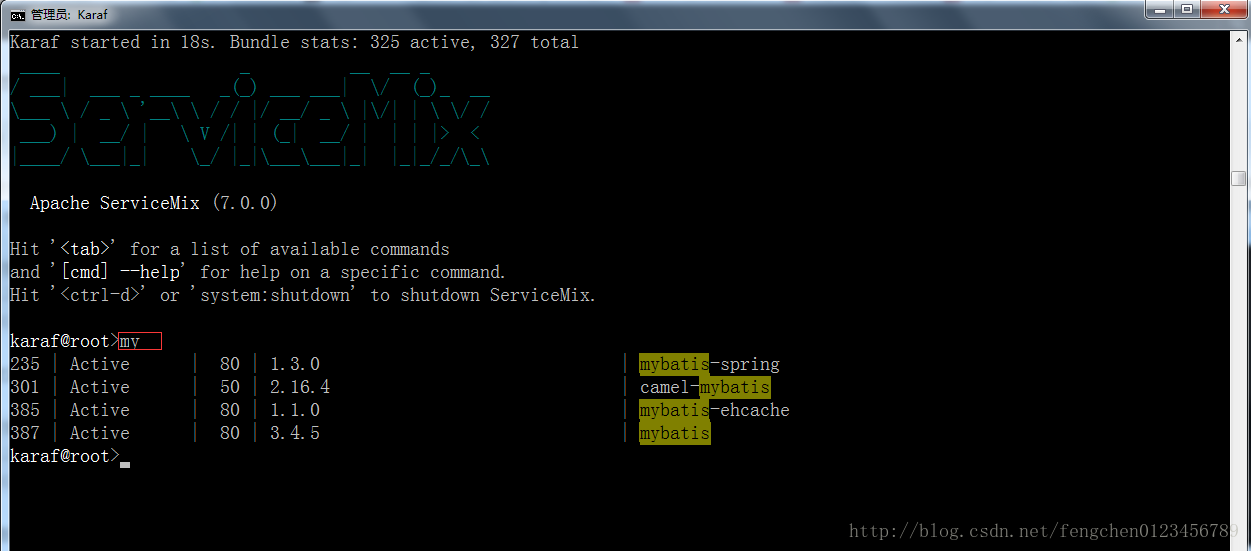 管理员: Karaf
Karaf started in 18s. Bundle stats: 325 active, 327 total
ServiceMix
Apache ServiceMix (7.0.0)
Hit '<tab>' for a list of available commands
and '[cmd] --help' for help on a specific command.
Hit '<ctrl-d>' or 'system:shutdown' to shutdown ServiceMix.
karaf@root>my
235 | Active | 80 | 1.3.0 | mybatis-spring
301 | Active | 50 | 2.16.4 | camel-mybatis
385 | Active | 80 | 1.1.0 | mybatis-ehcache
387 | Active | 80 | 3.4.5 | mybatis
karaf@root>
http://blog.csdn.net/fengchen0123456789